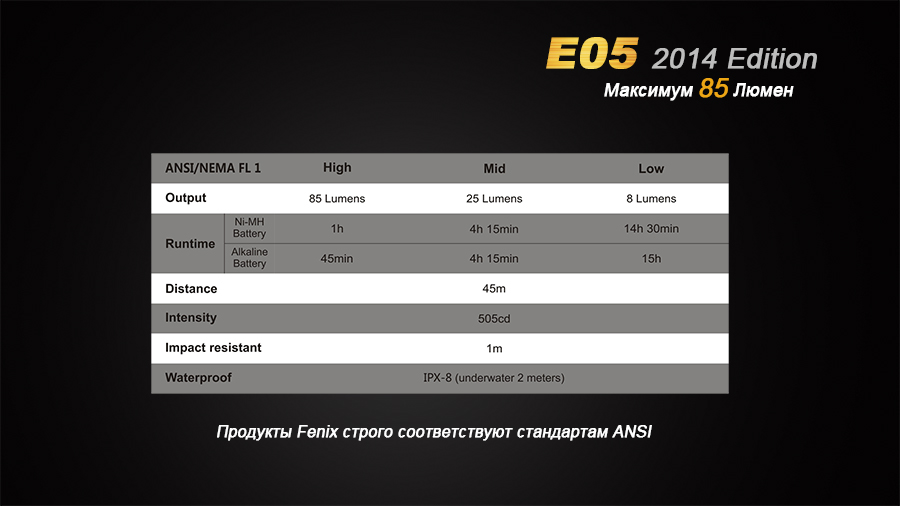 E05 2014 Edition
Максимум 85 Люмен
ANSI/NEMA FL 1 High Mid Low
Output 85 Lumens 25 Lumens 8 Lumens
Runtime
Ni-MH
Battery
1h 4h 15min 14h 30min
Alkaline
Battery
45min 4h 15min 15h
Distance 45m
Intensity 505cd
Impact resistant 1m
Waterproof IPX-8 (underwater 2 meters)
Продукты Fenix строго соответствуют стандартам ANSI